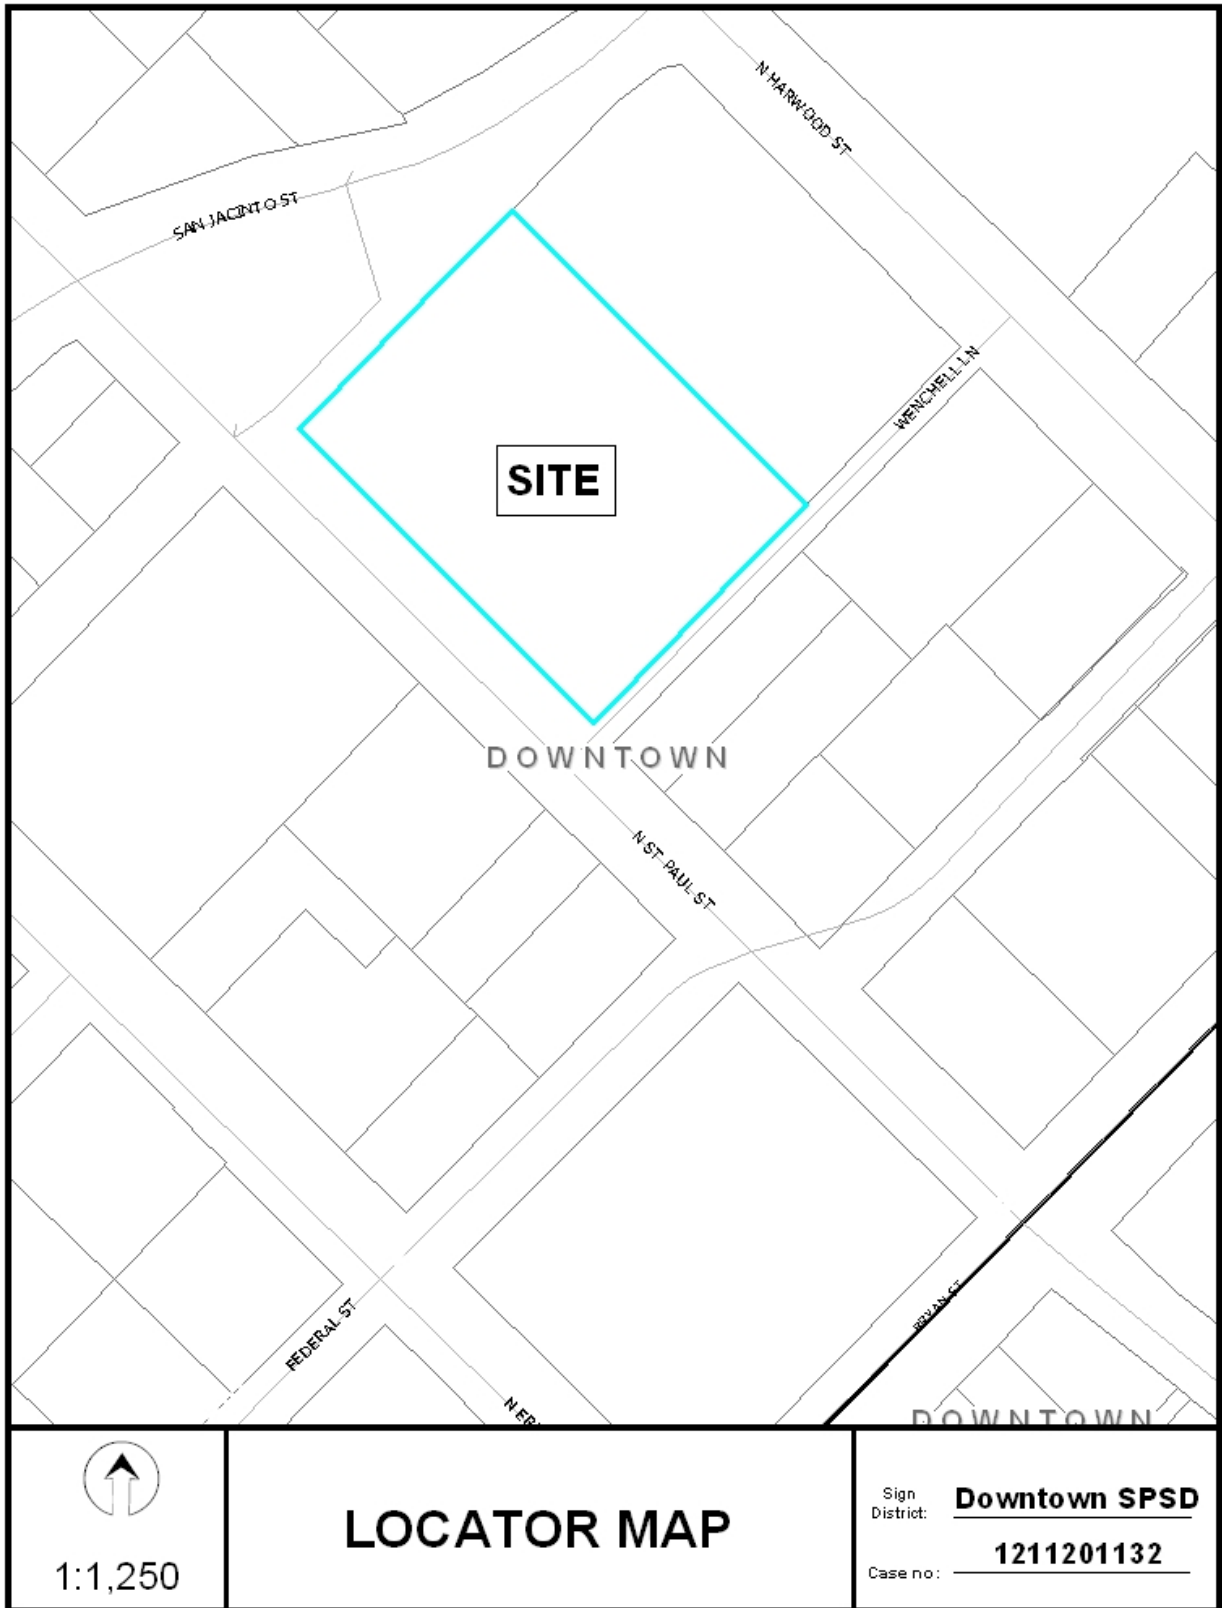 N HARWOOD ST
SAN JACINTO ST
WENCHELL LN
SITE
DOWNTOWN
N ST PAUL ST
BRYAN ST
FEDERAL ST
DOWNTOWN
1:1,250
LOCATOR MAP
Sign District: Downtown SPSD
Case no: 1211201132